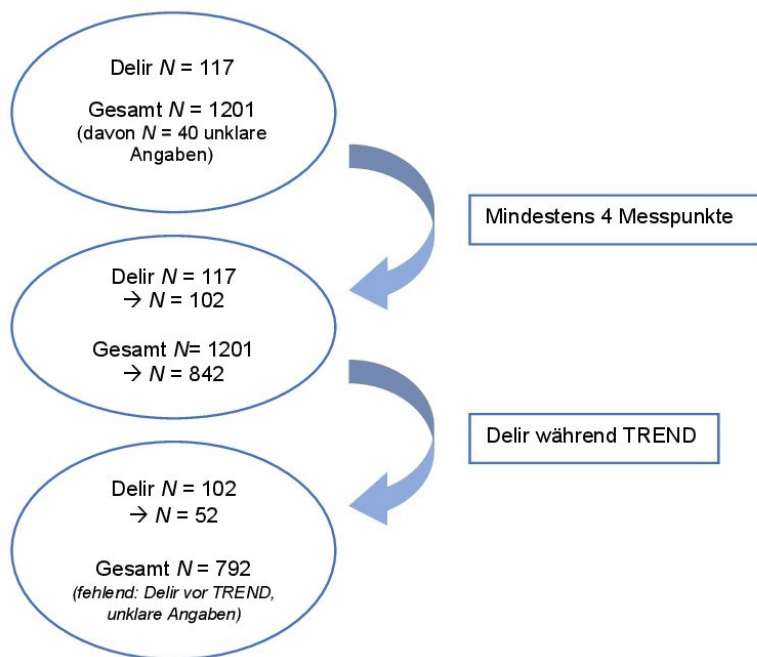 Delir N = 117
Gesamt N = 1201
(davon N = 40 unklare
Angaben)
Mindestens 4 Messpunkte
Delir N = 117
→ N = 102
Gesamt N= 1201
→ N = 842
Delir während TREND
Delir N = 102
→ N = 52
Gesamt N = 792
(fehlend: Delir vor TREND,
unklare Angaben)